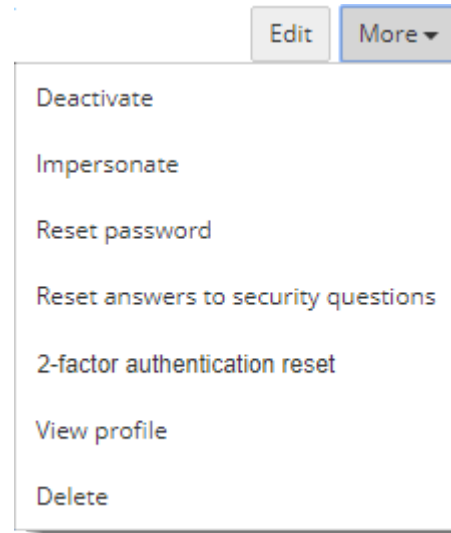 Edit More
Deactivate
Impersonate
Reset password
Reset answers to security questions
2-factor authentication reset
View profile
Delete